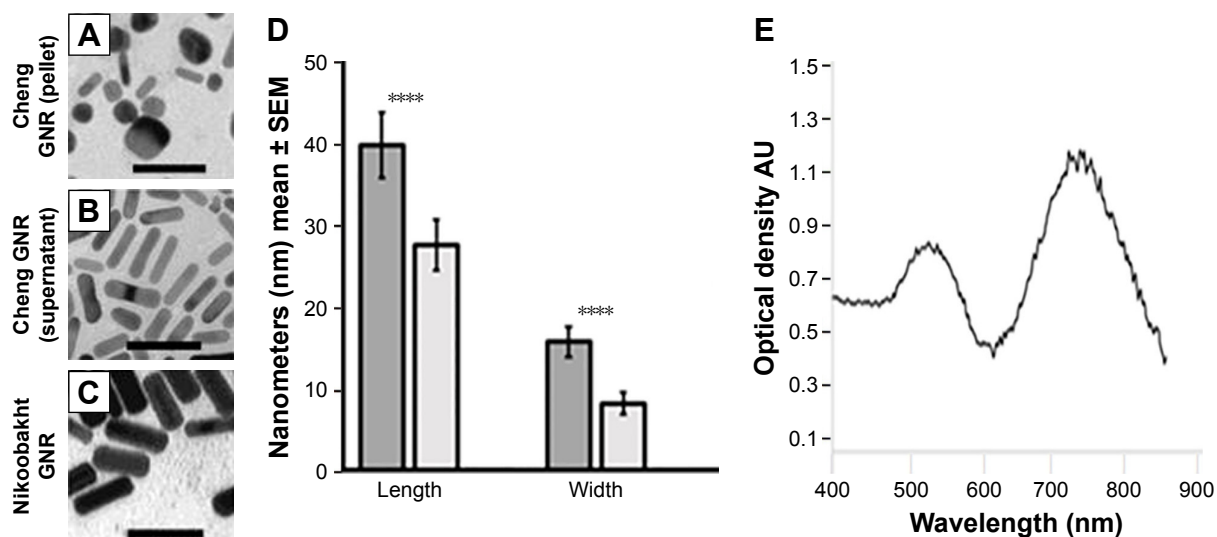 A
Cheng
GNR (pellet)
B
Cheng GNR
(supernatant)
C
Nikoobakht
GNR
D
Nanometers (nm) mean ± SEM
50
40
30
20
10
0
****
****
Length
Width
E
Optical density AU
1.5
1.3
1.1
0.9
0.7
0.5
0.3
0.1
400
500
600
700
800
900
Wavelength (nm)